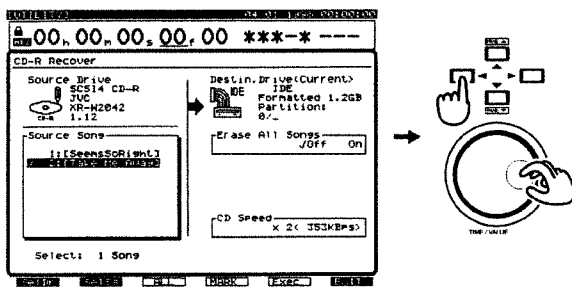 00h 00m 00s 00f 00 ***-* ---
CD-R Recover
Source Drive
SCSI4 CD-R
JVC
XR-W2042
1.12
CD-R
Destin.Drive(Current)
IDE
IDE
Formatted 1.2GB
Partition:
0/_
Source Song
1:[SeemsSoRight]
Erase All Songs
√Off On
CD Speed
x 2( 353KBps)
Select: 1 Song
ALL
MARK
Exec
TIME/VALUE